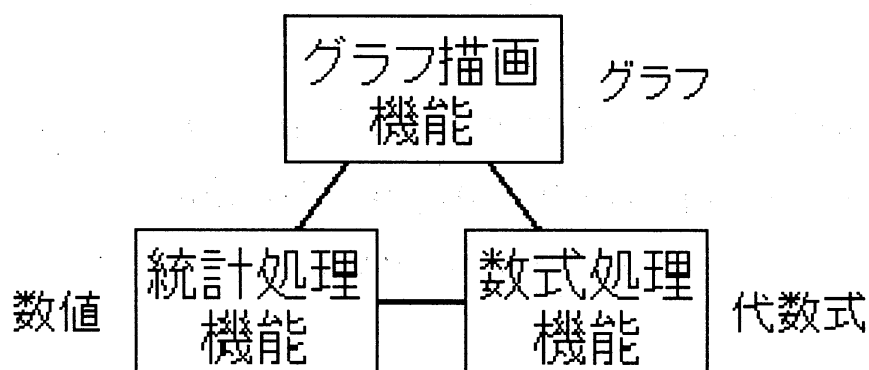 グラフ描画
機能
グラフ
統計処理
機能
数値
数式処理
機能
代数式